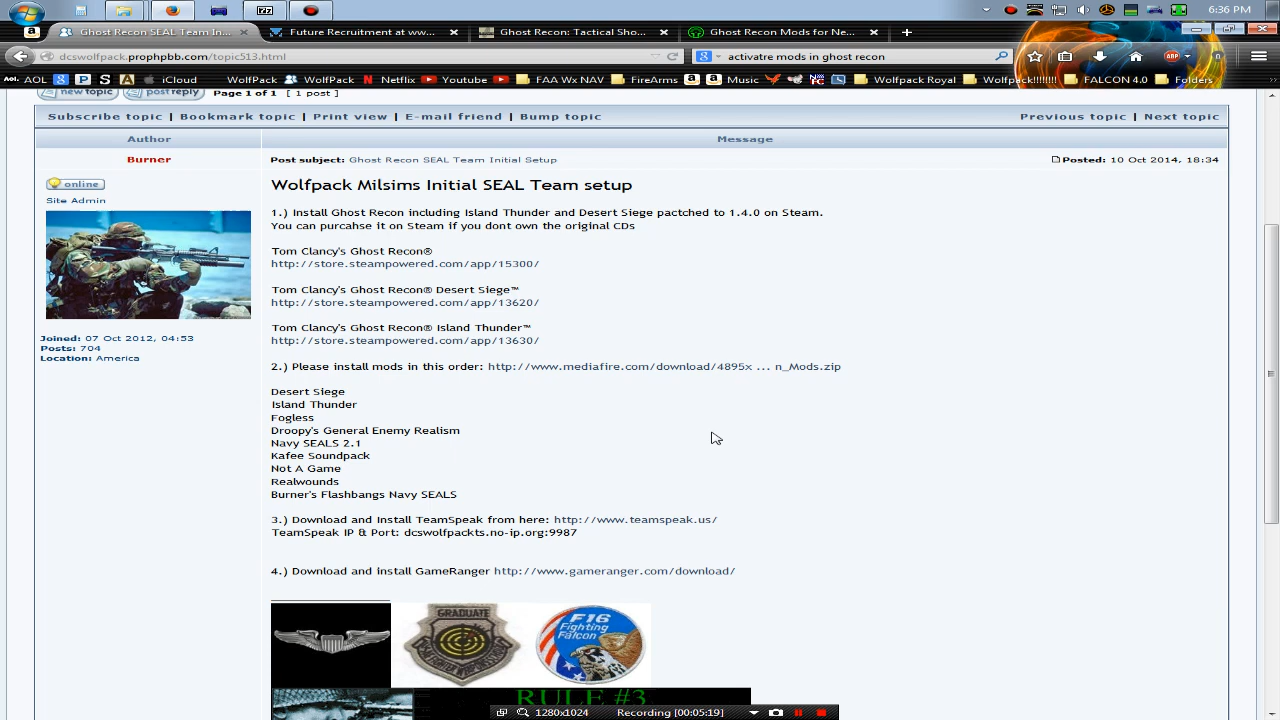 6:36 PM
Ghost Recon SEAL Team In...
Future Recruitment at ww...
Ghost Recon: Tactical Sho...
Ghost Recon Mods for Ne...
dcswolfpack.prophpbb.com/topic513.html
activatre mods in ghost recon
AOL
iCloud
WolfPack
WolfPack
Netflix
Youtube
FAA Wx NAV
FireArms
Music
Wolfpack Royal
Wolfpack!!!!!!!!
FALCON 4.0
Folders
new topic
post reply
Page 1 of 1 [ 1 post ]
Subscribe topic | Bookmark topic | Print view | E-mail friend | Bump topic
Previous topic | Next topic
Author
Message
Burner
Post subject: Ghost Recon SEAL Team Initial Setup
Posted: 10 Oct 2014, 18:34
online
Site Admin
Joined: 07 Oct 2012, 04:53
Posts: 704
Location: America
Wolfpack Milsims Initial SEAL Team setup
1.) Install Ghost Recon including Island Thunder and Desert Siege pactched to 1.4.0 on Steam.
You can purcahse it on Steam if you dont own the original CDs
Tom Clancy's Ghost Recon®
http://store.steampowered.com/app/15300/
Tom Clancy's Ghost Recon® Desert Siege™
http://store.steampowered.com/app/13620/
Tom Clancy's Ghost Recon® Island Thunder™
http://store.steampowered.com/app/13630/
2.) Please install mods in this order: http://www.mediafire.com/download/4895x ... n_Mods.zip
Desert Siege
Island Thunder
Fogless
Droopy's General Enemy Realism
Navy SEALS 2.1
Kafee Soundpack
Not A Game
Realwounds
Burner's Flashbangs Navy SEALS
3.) Download and Install TeamSpeak from here: http://www.teamspeak.us/
TeamSpeak IP & Port: dcswolfpackts.no-ip.org:9987
4.) Download and install GameRanger http://www.gameranger.com/download/
GRADUATE
F16
Fighting
Falcon
RULE #3
1280x1024
Recording [00:05:19]